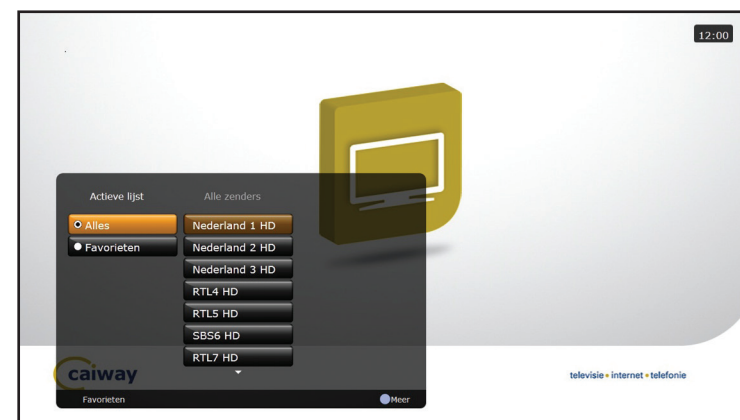 12:00
Actieve lijst
Alle zenders
Alles
Favorieten
Nederland 1 HD
Nederland 2 HD
Nederland 3 HD
RTL4 HD
RTL5 HD
SBS6 HD
RTL7 HD
caiway
televisie • internet • telefonie
Favorieten
Meer